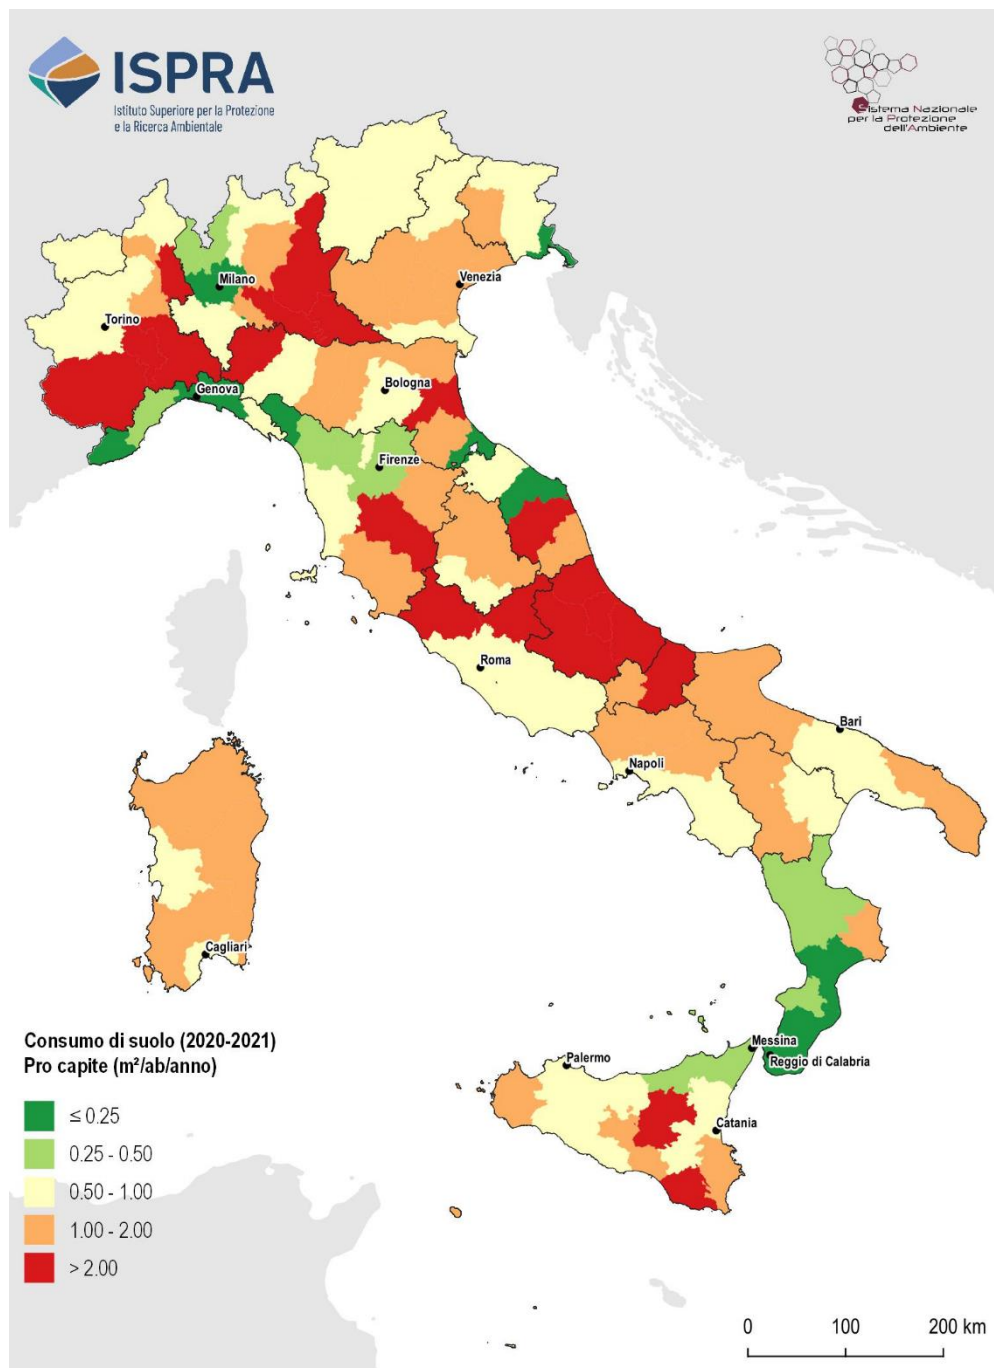 ISPRA
Istituto Superiore per la Protezione
e la Ricerca Ambientale
Sistema Nazionale
per la Protezione
dell'Ambiente
Milano
Venezia
Torino
Genova
Bologna
Firenze
Roma
Bari
Napoli
Cagliari
Messina
Palermo
Reggio di Calabria
Catania
Consumo di suolo (2020-2021)
Pro capite (m²/ab/anno)
≤ 0.25
0.25 - 0.50
0.50 - 1.00
1.00 - 2.00
> 2.00
0 100 200 km